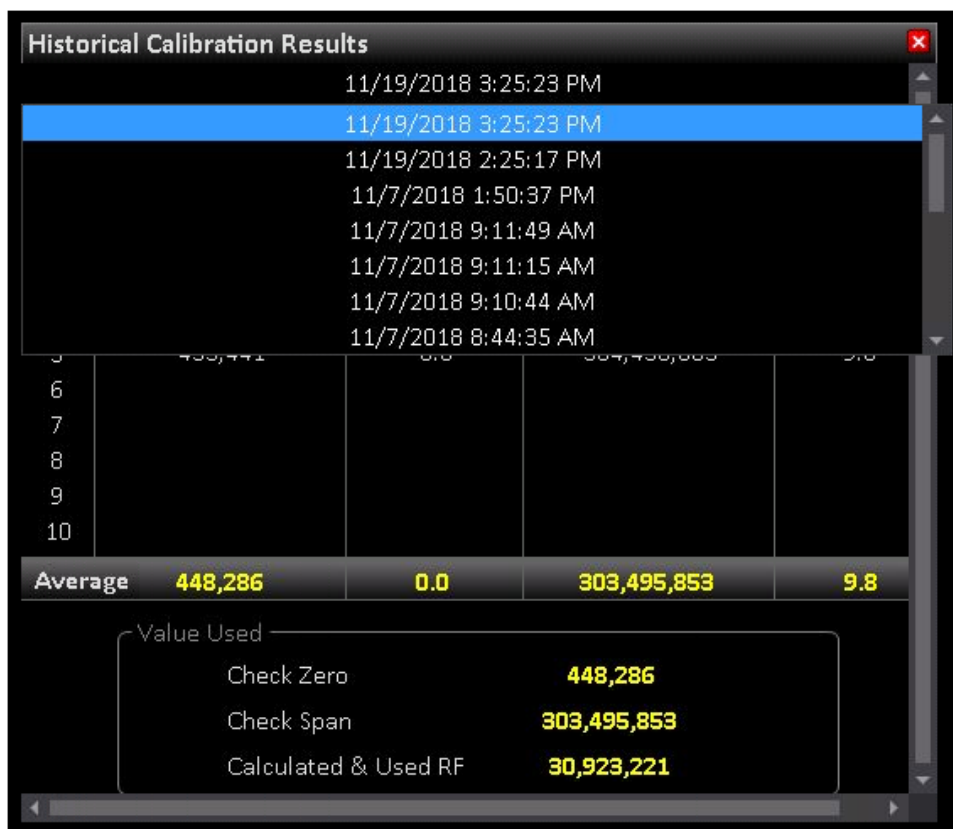 Historical Calibration Results
11/19/2018 3:25:23 PM
11/19/2018 3:25:23 PM
11/19/2018 2:25:17 PM
11/7/2018 1:50:37 PM
11/7/2018 9:11:49 AM
11/7/2018 9:11:15 AM
11/7/2018 9:10:44 AM
11/7/2018 8:44:35 AM
6
7
8
9
10
Average 448,286 0.0 303,495,853 9.8
Value Used
Check Zero 448,286
Check Span 303,495,853
Calculated & Used RF 30,923,221